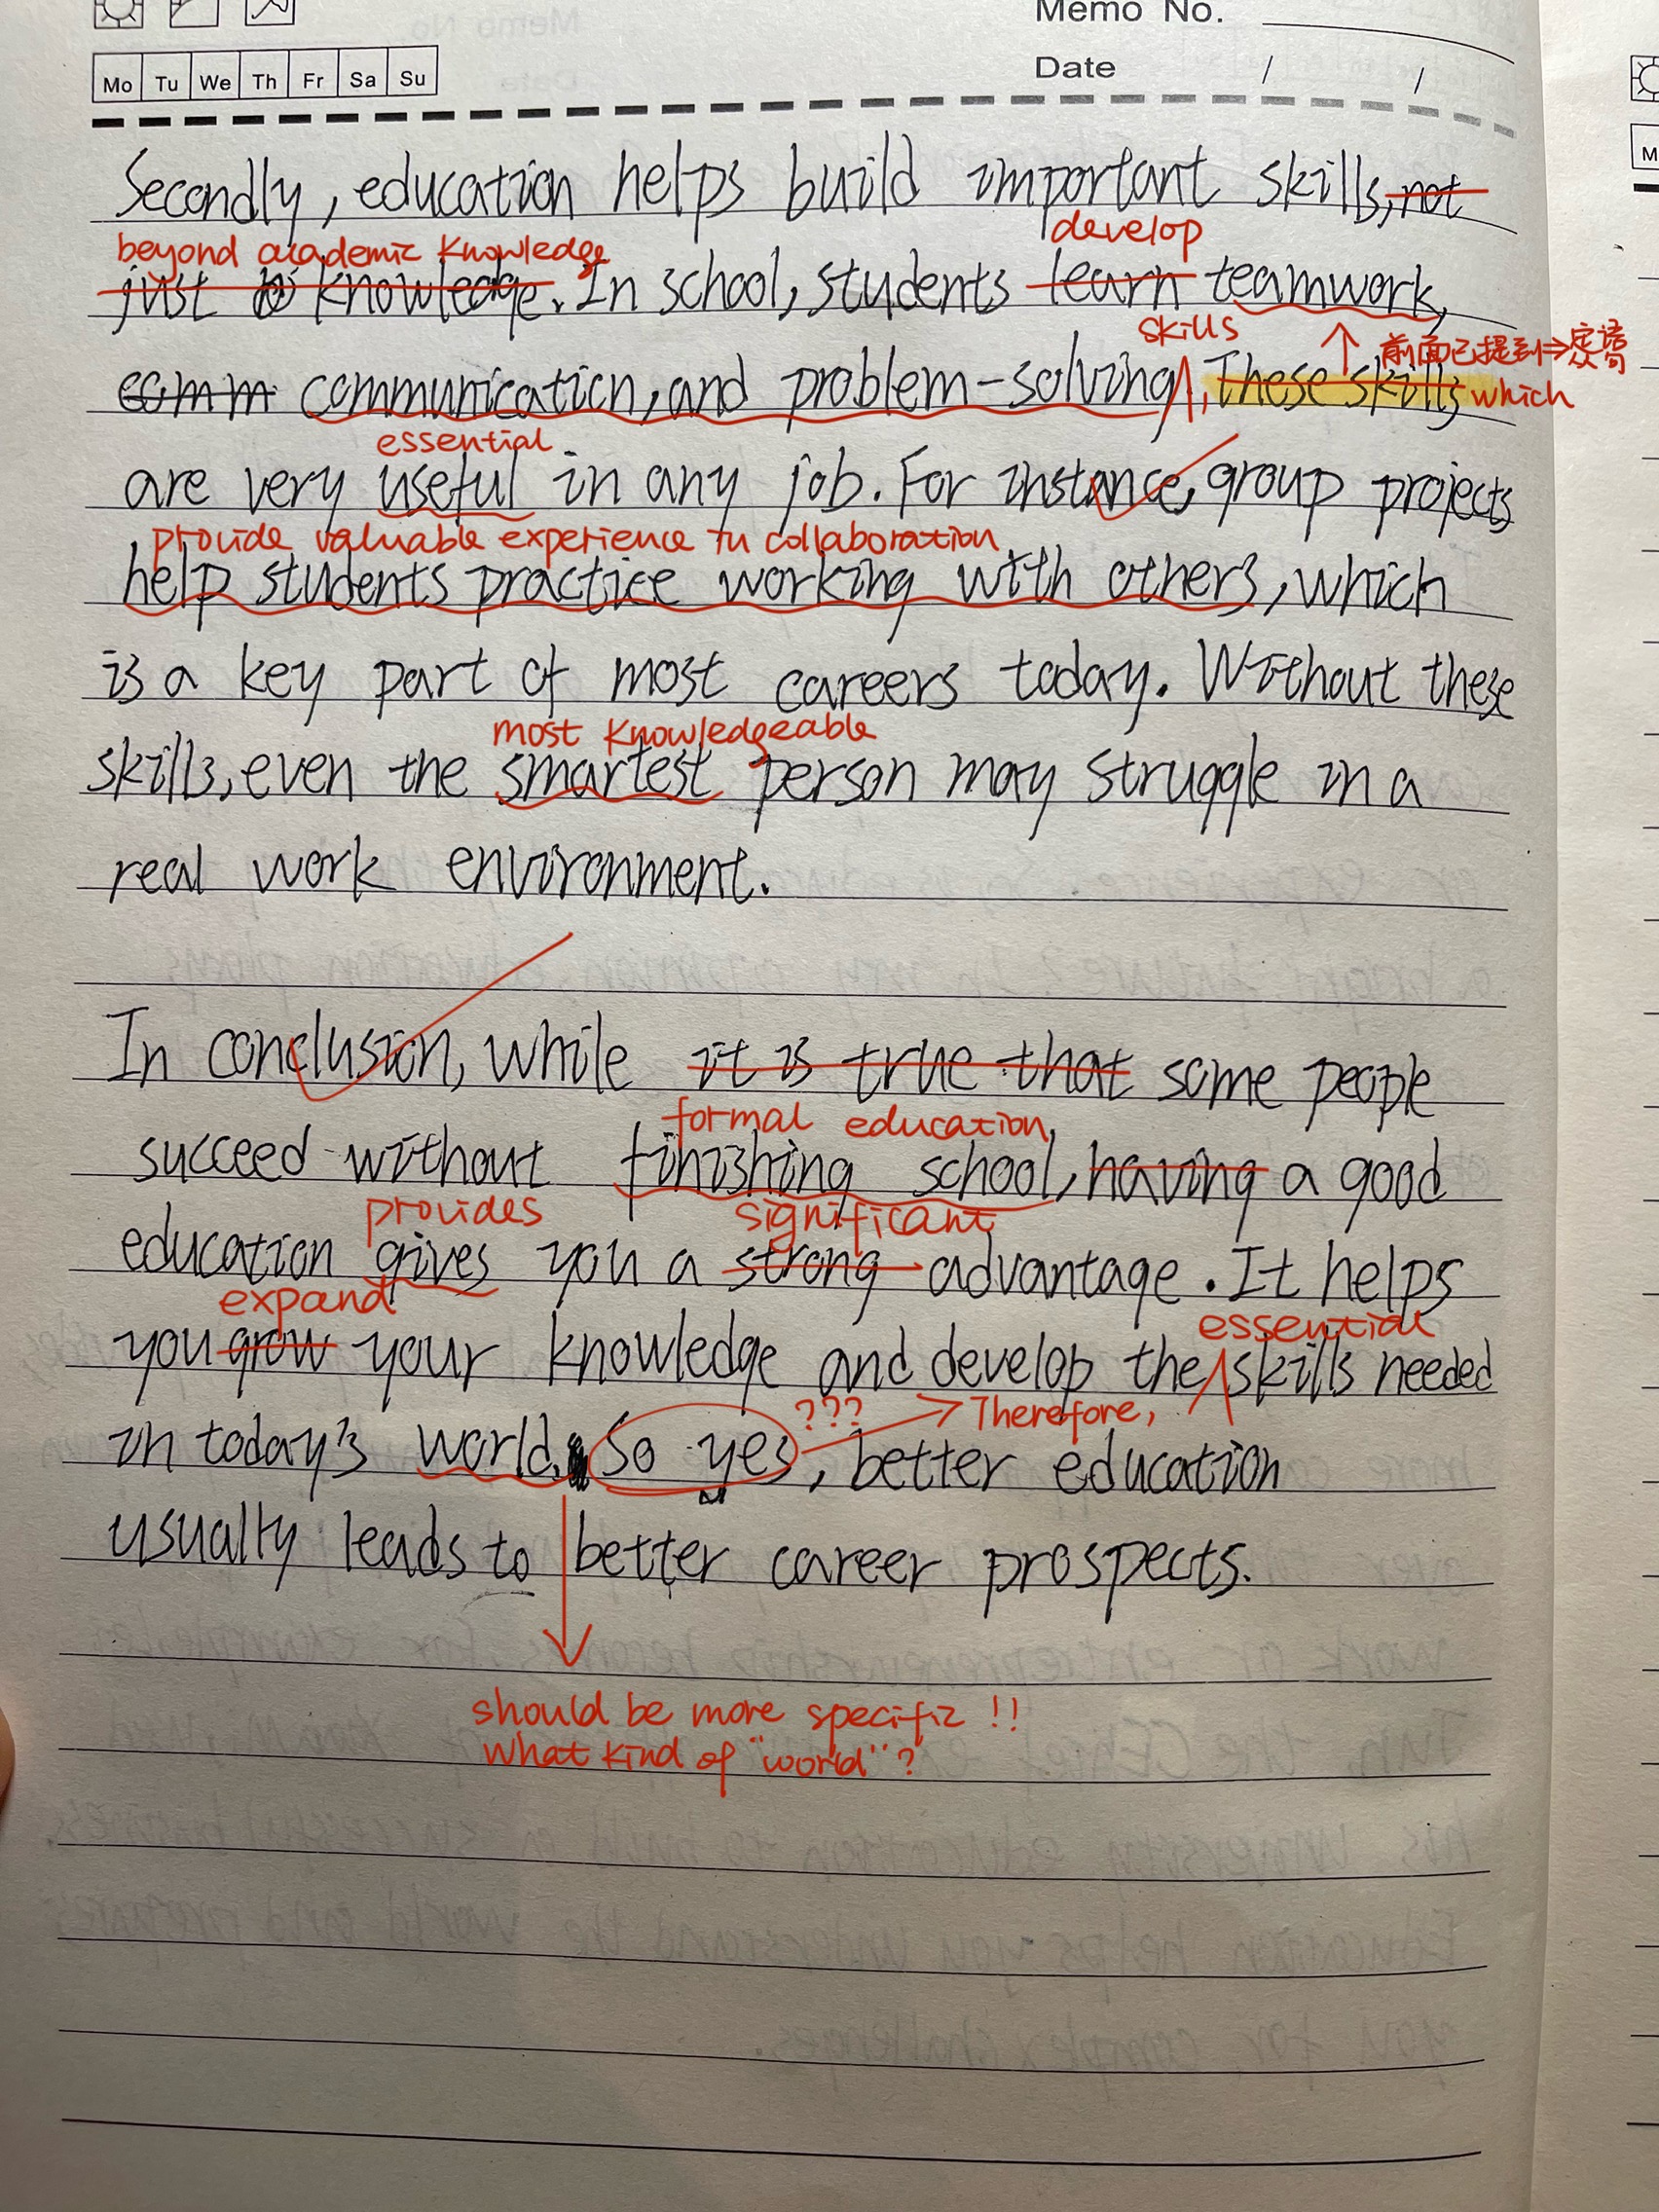 Memo No.
Mo Tu We Th Fr Sa Su
Date / /
Secondly, education helps build important skills, not
develop
beyond academic knowledge
just knowledge. In school, students learn teamwork,
skills
前面已提到⇒定语从句
comm communication, and problem-solving, These skills which
essential
are very useful in any job. For instance, group projects
provide valuable experience in collaboration
help students practice working with others, which
is a key part of most careers today. Without these
most knowledgeable
skills, even the smartest person may struggle in a
real work environment.
In conclusion, while it is true that some people
formal education
succeed without finishing school, having a good
provides significant
education gives you a strong advantage. It helps
expand essential
you grow your knowledge and develop the skills needed
??? Therefore,
in today's world. So yes, better education
usually leads to better career prospects.
should be more specific !!
What kind of "world"?
M